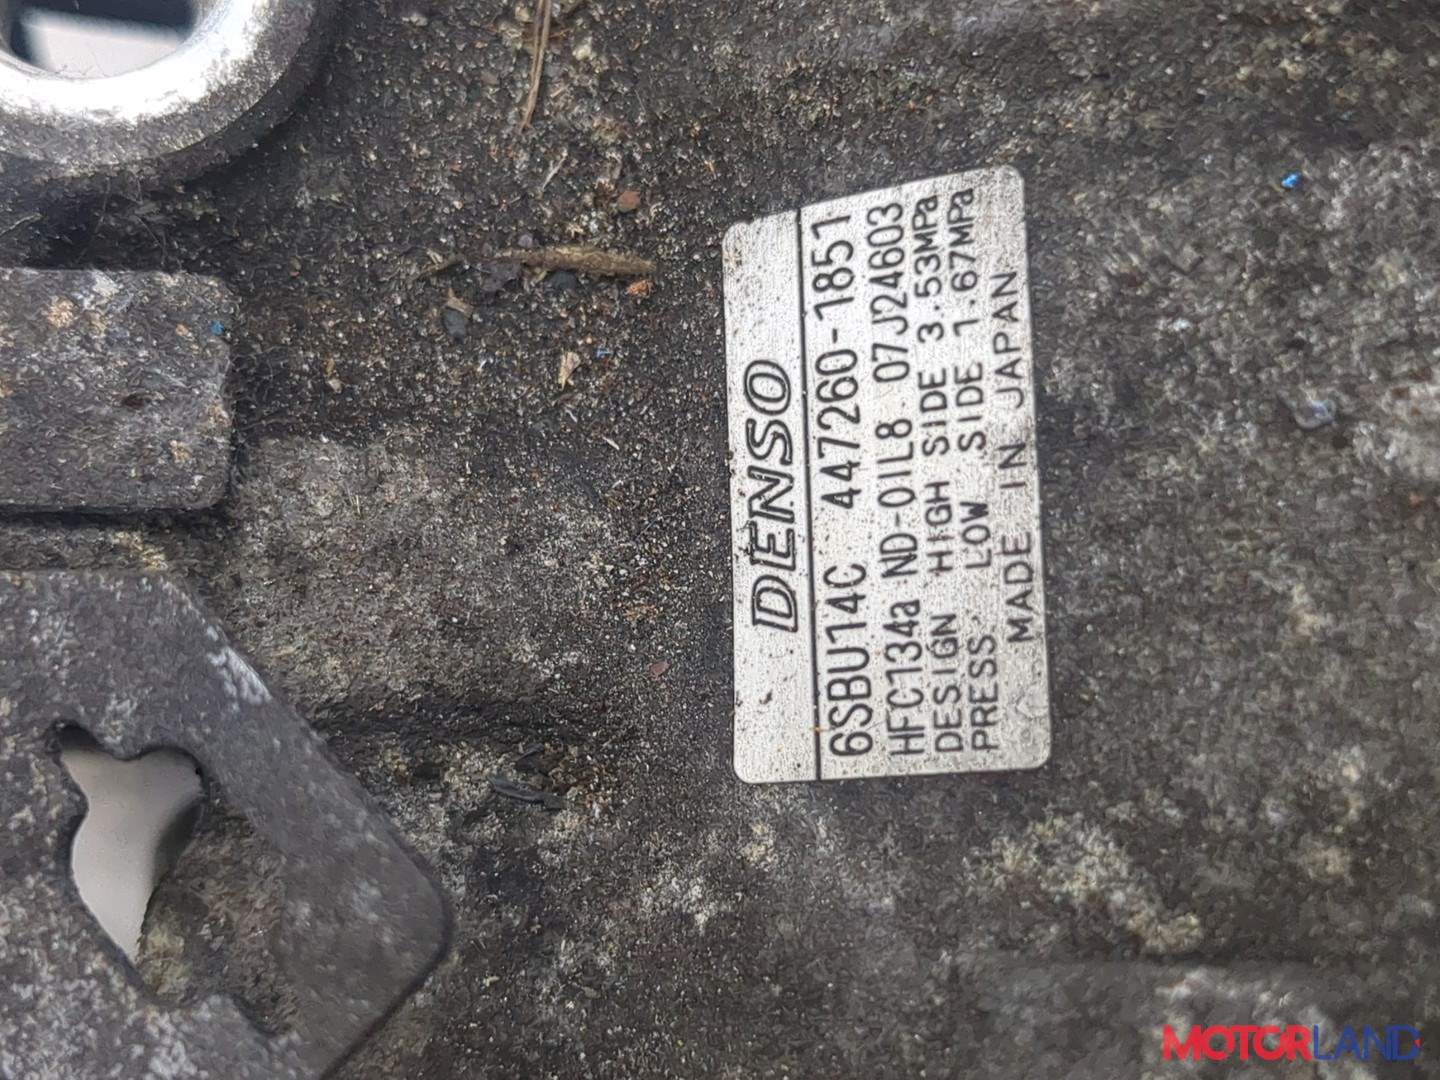 DENSO
6SBU14C 447260-1851
HFC134a ND-OIL8 07J24603
DESIGN HIGH SIDE 3.53MPa
PRESS. LOW SIDE 1.67MPa
MADE IN JAPAN
MOTORLAND